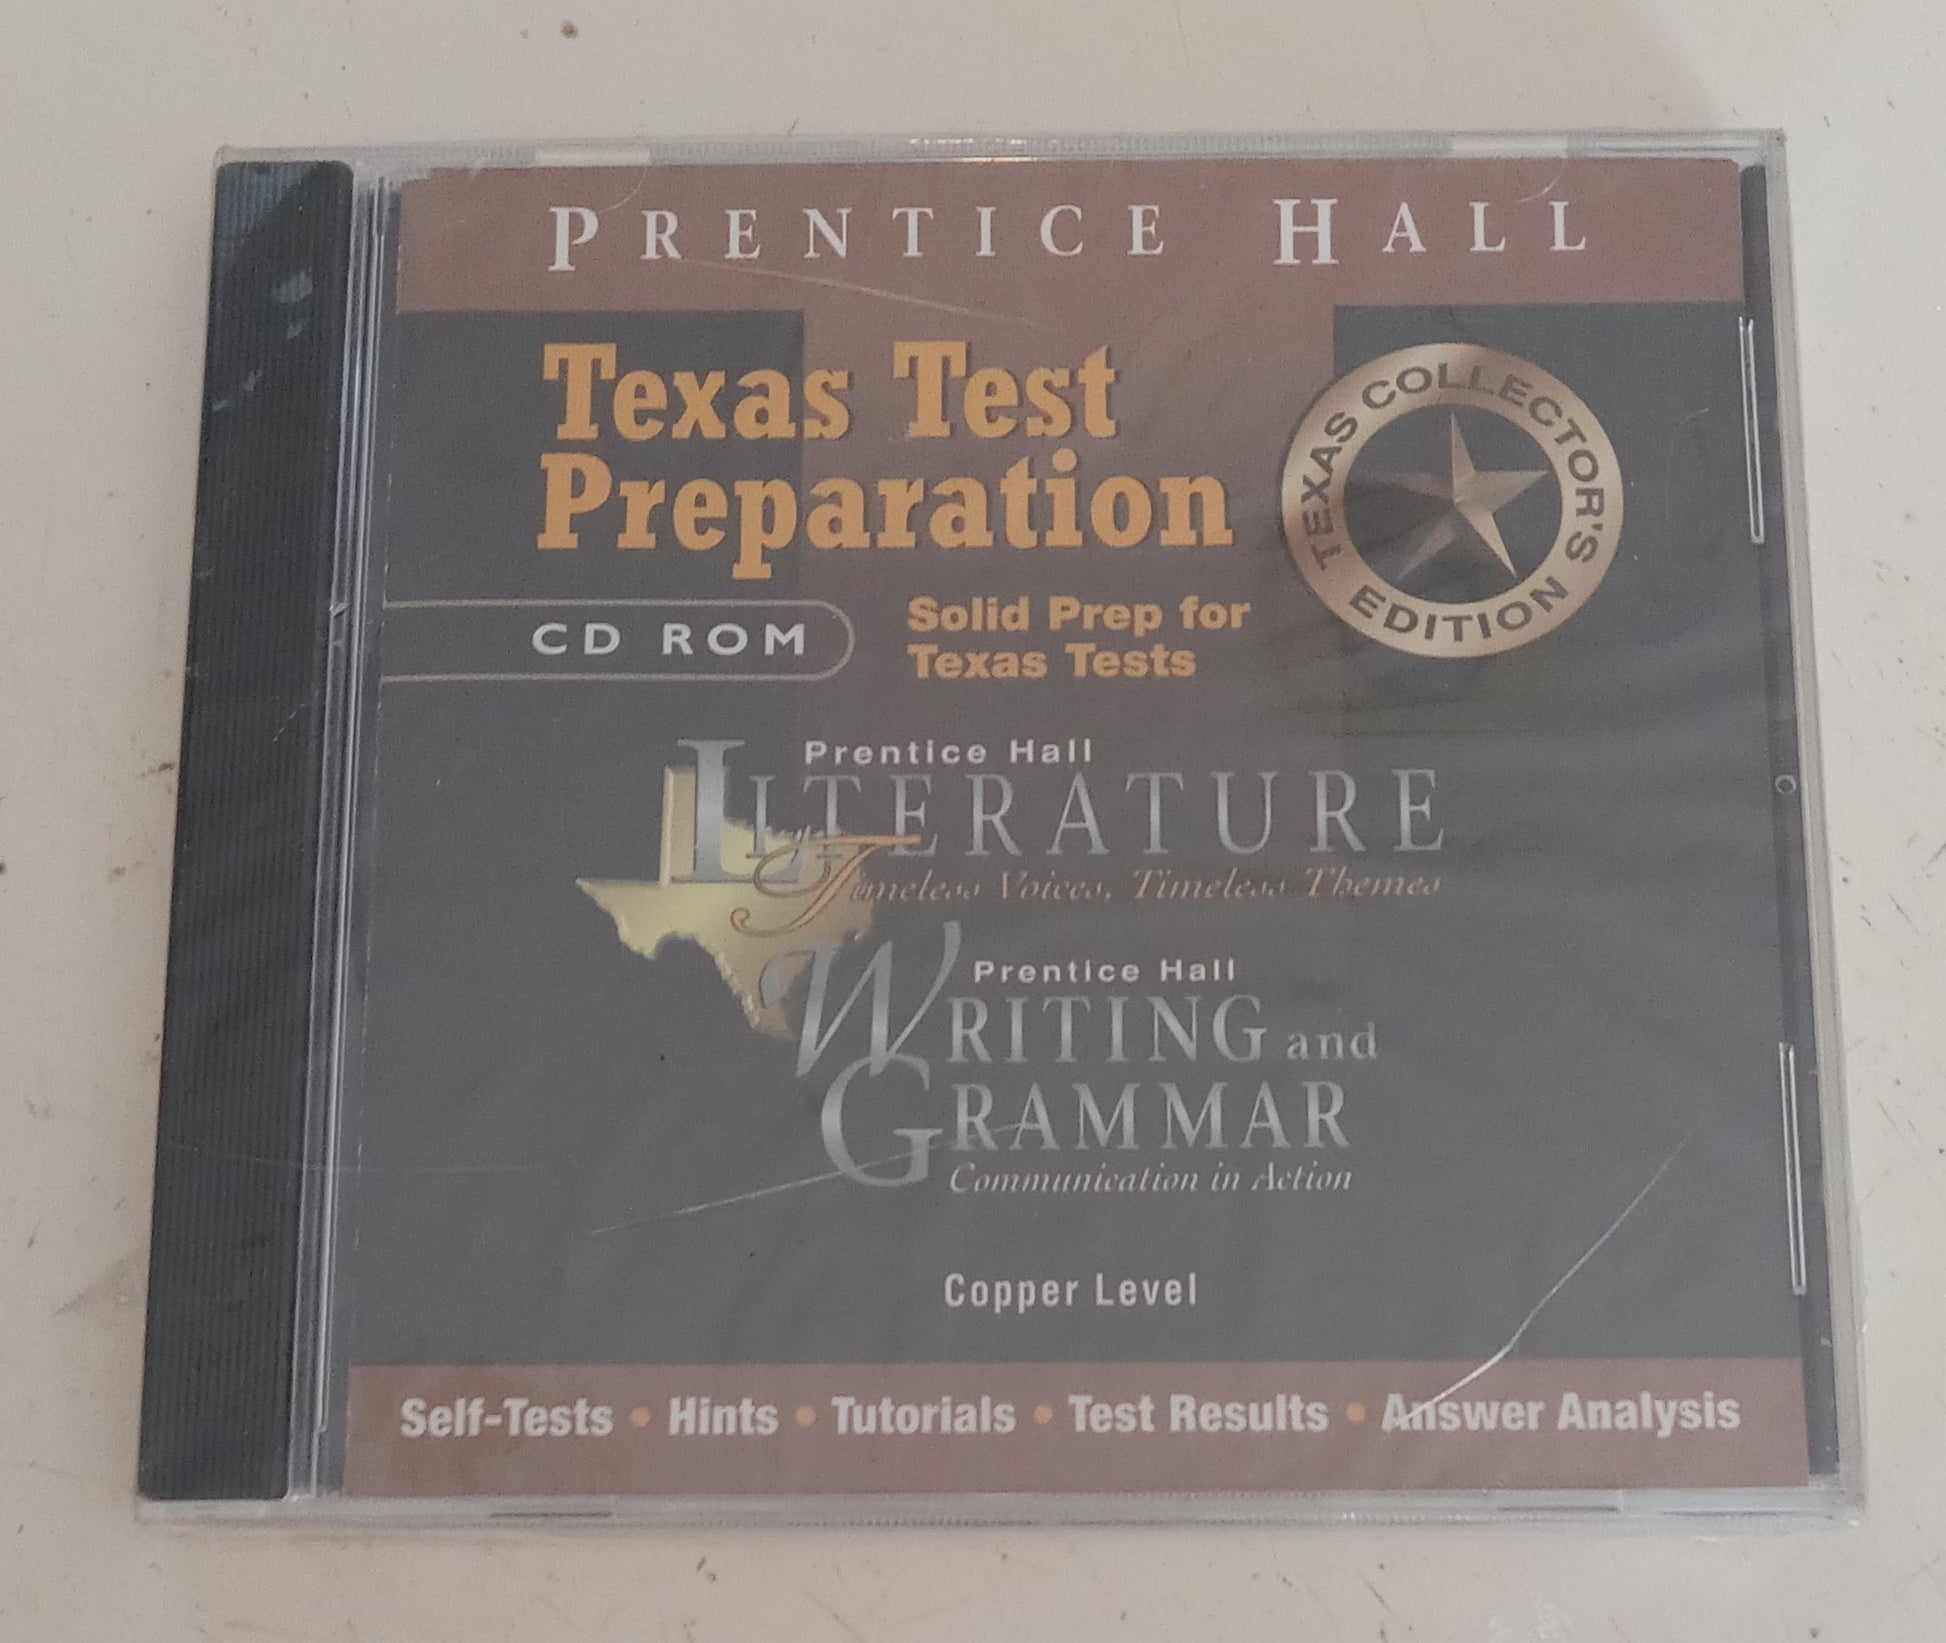 PRENTICE HALL
Texas Test
Preparation
TEXAS COLLECTOR'S
EDITION
CD ROM
Solid Prep for
Texas Tests
Prentice Hall
LITERATURE
Timeless Voices, Timeless Themes
Prentice Hall
WRITING and
GRAMMAR
Communication in Action
Copper Level
Self-Tests • Hints • Tutorials • Test Results • Answer Analysis